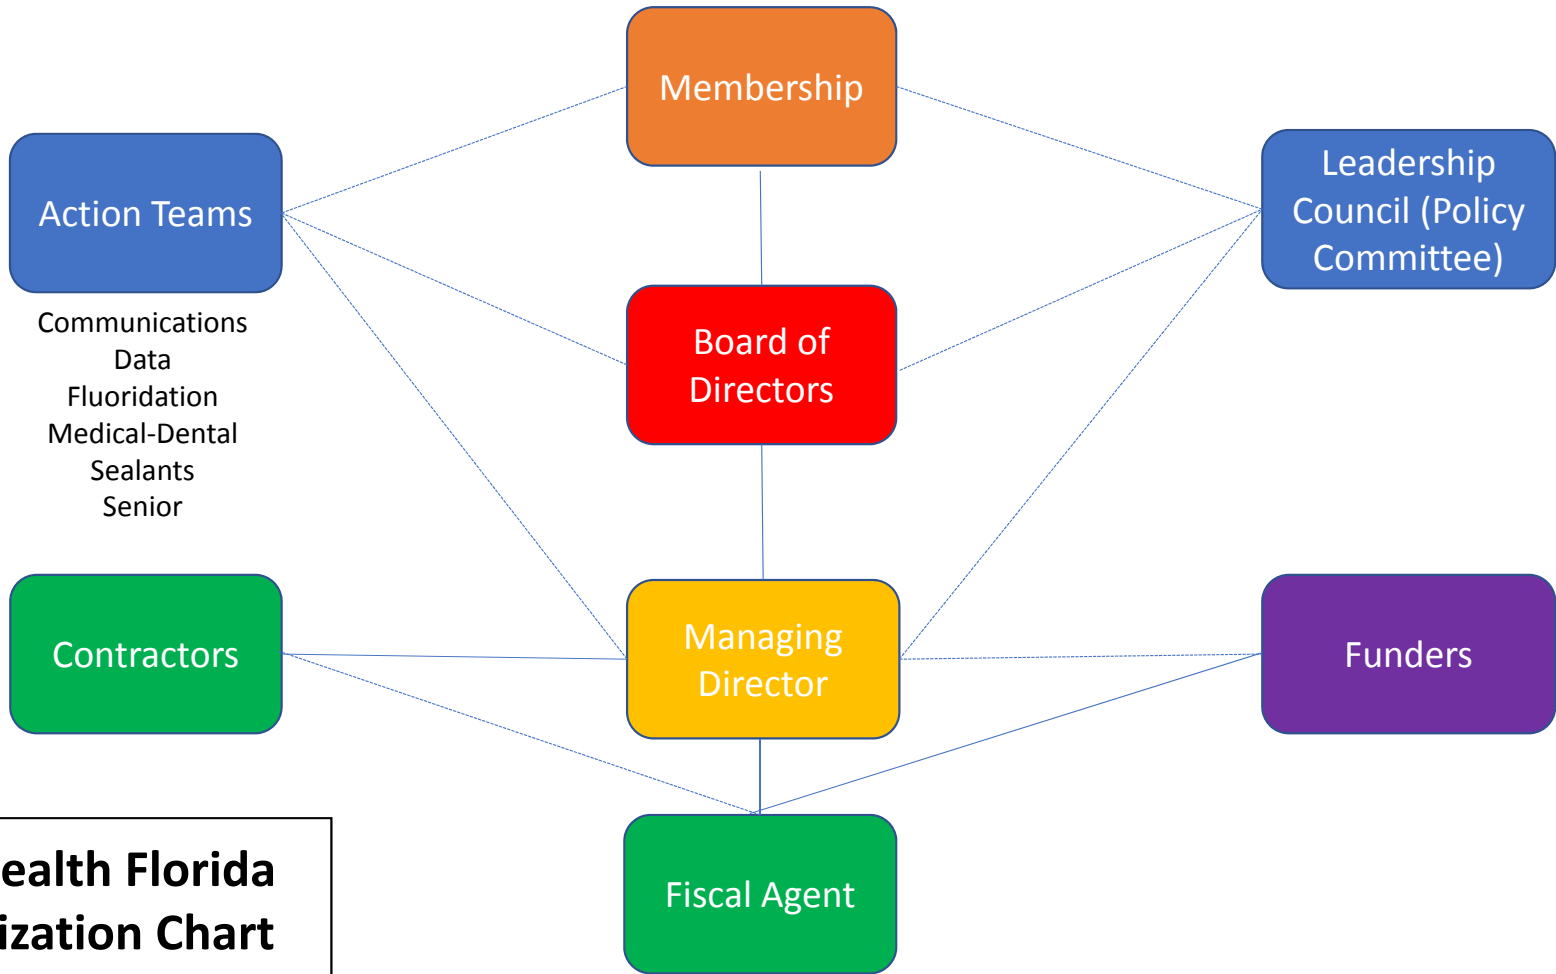 Membership
Action Teams
Leadership
Council (Policy
Committee)
Communications
Data
Fluoridation
Medical-Dental
Sealants
Senior
Board of
Directors
Contractors
Managing
Director
Funders
Fiscal Agent
ealth Florida
ization Chart